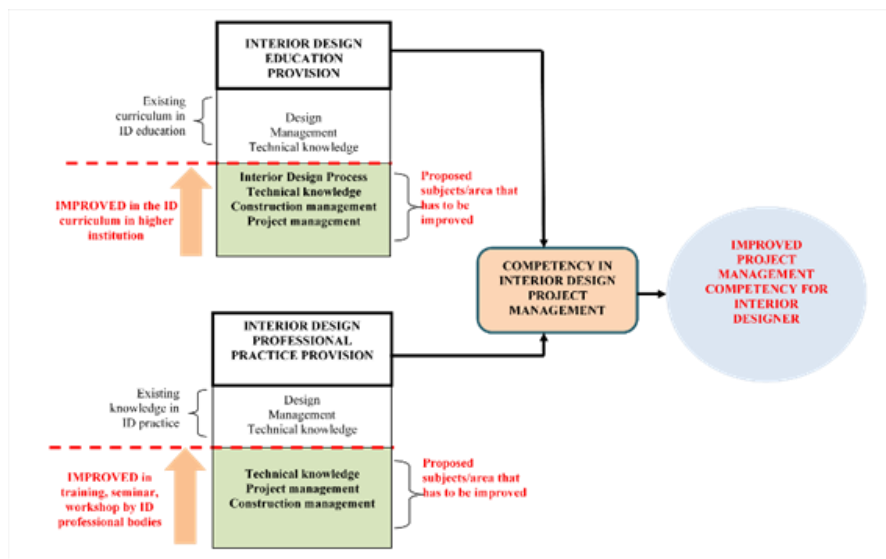 INTERIOR DESIGN
EDUCATION
PROVISION
Existing
curriculum in
ID education
Design
Management
Technical knowledge
IMPROVED in the ID
curriculum in higher
institution
Interior Design Process
Technical knowledge
Construction management
Project management
Proposed
subjects/area that
has to be
improved
COMPETENCY IN
INTERIOR DESIGN
PROJECT
MANAGEMENT
IMPROVED
PROJECT
MANAGEMENT
COMPETENCY FOR
INTERIOR
DESIGNER
INTERIOR DESIGN
PROFESSIONAL
PRACTICE PROVISION
Existing
knowledge in
ID practice
Design
Management
Technical knowledge
IMPROVED in
training, seminar,
workshop by ID
professional bodies
Technical knowledge
Project management
Construction management
Proposed
subjects/area that
has to be improved